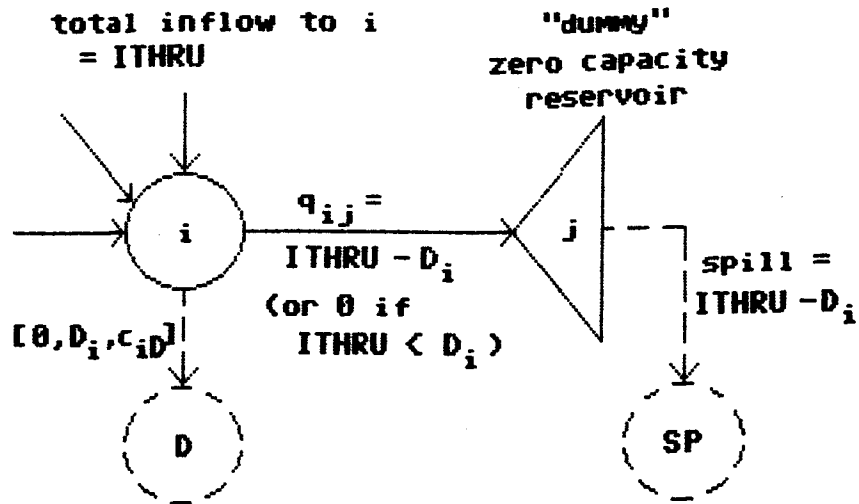 total inflow to i
= ITHRU
"dummy"
zero capacity
reservoir
i
q_ij =
ITHRU - D_i
(or 0 if
ITHRU < D_i )
j
spill =
ITHRU - D_i
[0,D_i,c_iD]
D
SP